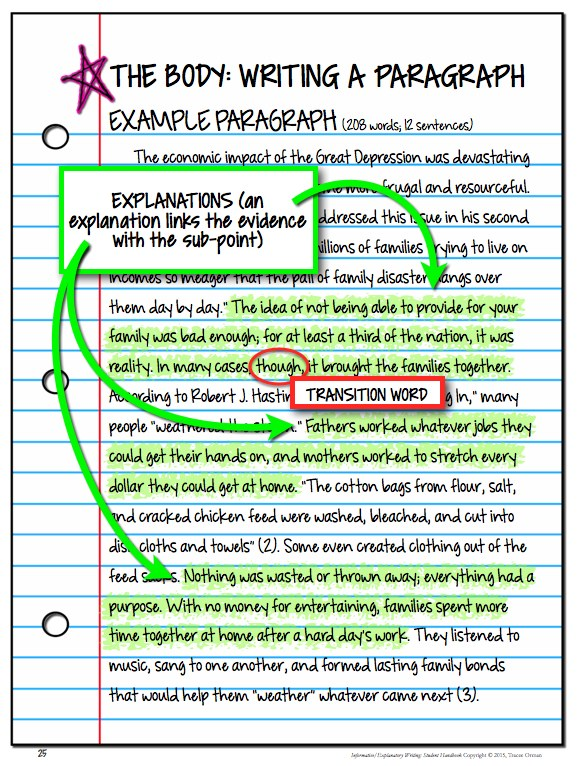 THE BODY: WRITING A PARAGRAPH
EXAMPLE PARAGRAPH (208 words; 12 sentences)
The economic impact of the Great Depression was devastating
more frugal and resourceful.
EXPLANATIONS (an
explanation links the evidence
with the sub-point)
addressed this issue in his second
millions of families trying to live on
incomes so meager that the pall of family disaster hangs over
them day by day." The idea of not being able to provide for your
family was bad enough; for at least a third of the nation, it was
reality. In many cases, though, it brought the families together.
TRANSITION WORD
According to Robert J. In," many
people "weathered the
Fathers worked whatever jobs they
could get their hands on, and mothers worked to stretch every
dollar they could get at home. "The cotton bags from flour, salt,
and cracked chicken feed were washed, bleached, and cut into
dish cloths and towels" (2). Some even created clothing out of the
feed Nothing was wasted or thrown away; everything had a
purpose. With no money for entertaining, families spent more
time together at home after a hard day's work. They listened to
music, sang to one another, and formed lasting family bonds
that would help them "weather" whatever came next (3).
25
Informative/Explanatory Writing: Student Handbook Copyright © 2015, Tracee Orman